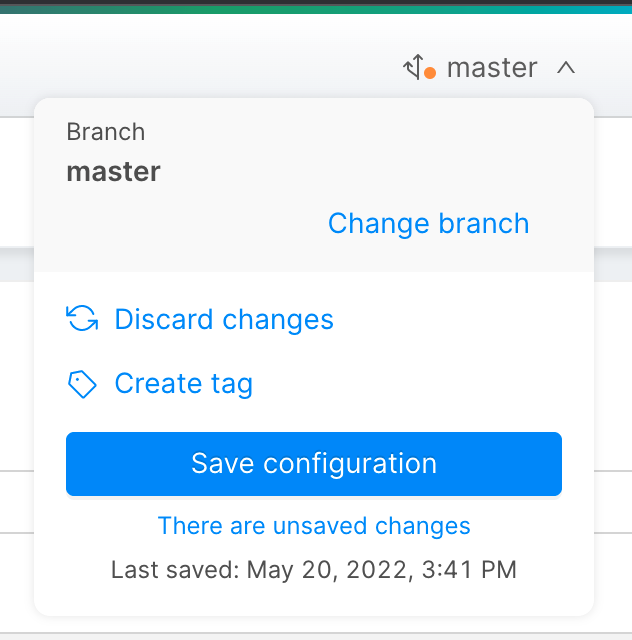 master
Branch
master
Change branch
Discard changes
Create tag
Save configuration
There are unsaved changes
Last saved: May 20, 2022, 3:41 PM